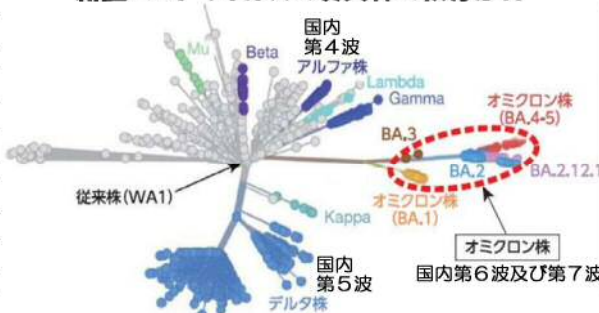 Mu
Beta
国内
第4波
アルファ株
Lambda
Gamma
オミクロン株
(BA.4-5)
BA.3
BA.2
BA.2.12.1
従来株(WA1)
オミクロン株
(BA.1)
Kappa
オミクロン株
国内第6波及び第7波
国内
第5波
デルタ株